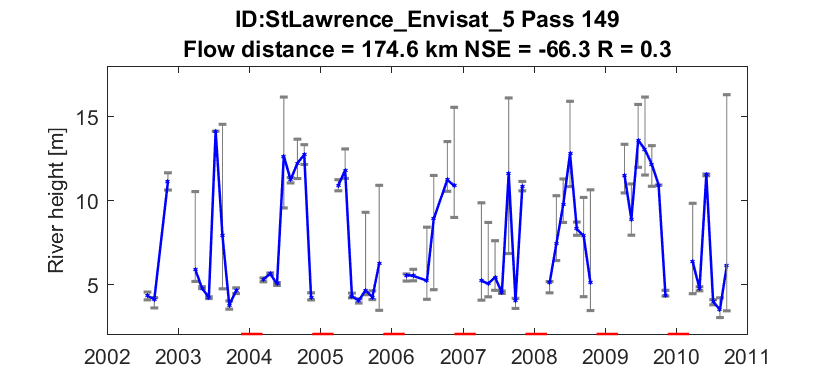 ID:StLawrence_Envisat_5 Pass 149
Flow distance = 174.6 km NSE = -66.3 R = 0.3
River height [m]
15
10
5
2002 2003 2004 2005 2006 2007 2008 2009 2010 2011